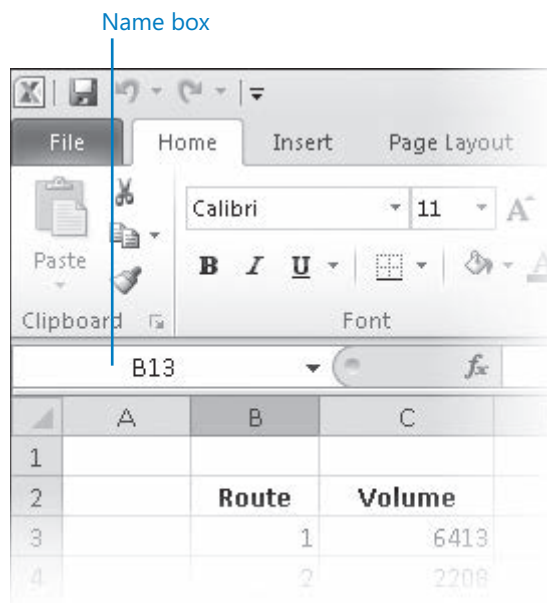 Name box
File Home Insert Page Layout
Calibri 11 A
Paste B I U A
Clipboard Font
B13 fx
A B C
1
2 Route Volume
3 1 6413
4 2 2208